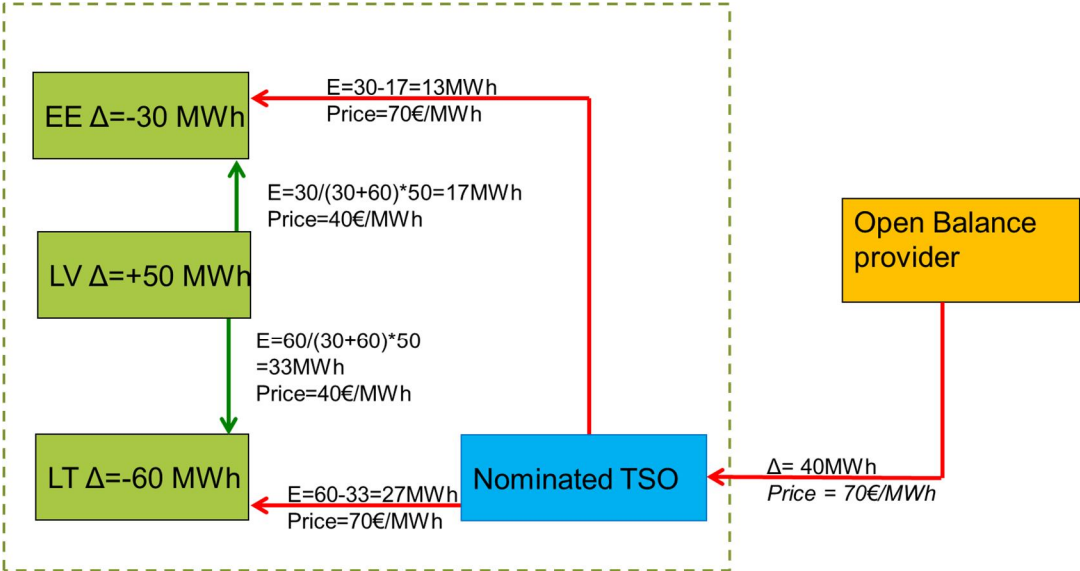 E=30-17=13MWh
Price=70€/MWh
EE Δ=-30 MWh
E=30/(30+60)*50=17MWh
Price=40€/MWh
LV Δ=+50 MWh
Open Balance
provider
E=60/(30+60)*50
=33MWh
Price=40€/MWh
LT Δ=-60 MWh
E=60-33=27MWh
Price=70€/MWh
Nominated TSO
Δ= 40MWh
Price = 70€/MWh